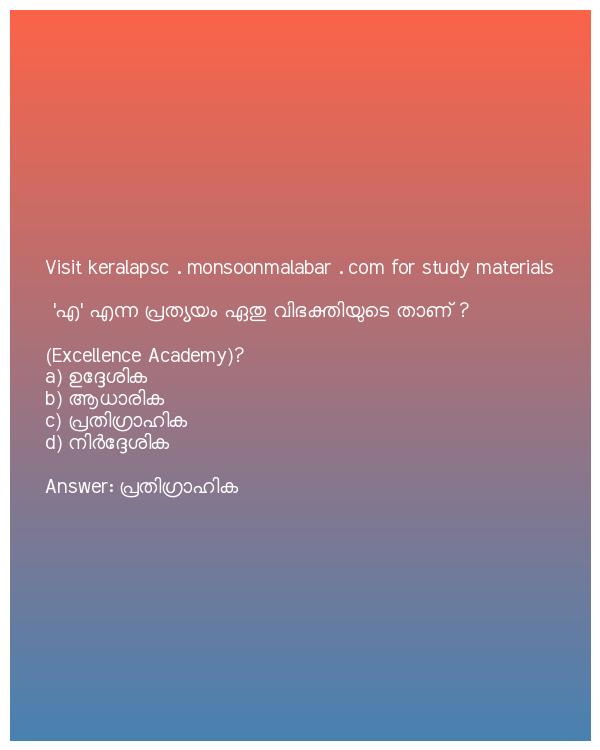 Visit keralapsc . monsoonmalabar . com for study materials
'എ' എന്ന പ്രത്യയം ഏതു വിഭക്തിയുടെ താണ് ?
(Excellence Academy)?
a) ഉദ്ദേശിക
b) ആധാരിക
c) പ്രതിഗ്രാഹിക
d) നിർദ്ദേശിക
Answer: പ്രതിഗ്രാഹിക